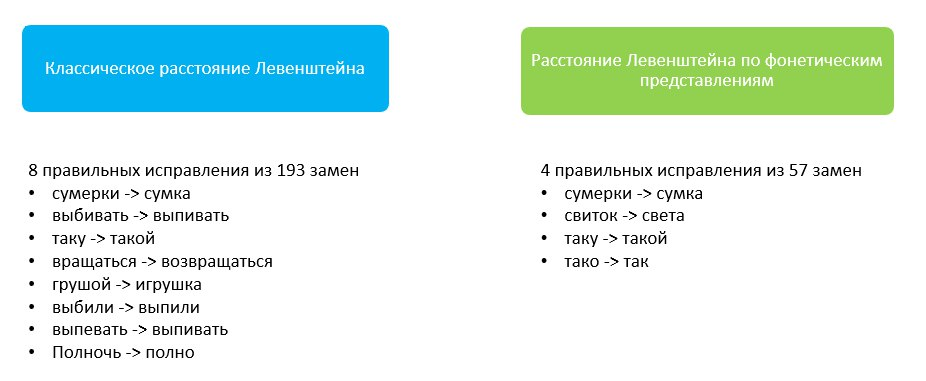 Классическое расстояние Левенштейна
8 правильных исправления из 193 замен
• сумерки -> сумка
• выбивать -> выпивать
• таку -> такой
• вращаться -> возвращаться
• грушой -> игрушка
• выбили -> выпили
• выпевать -> выпивать
• Полночь -> полно
Расстояние Левенштейна по фонетическим
представлениям
4 правильных исправления из 57 замен
• сумерки -> сумка
• свиток -> света
• таку -> такой
• тако -> так